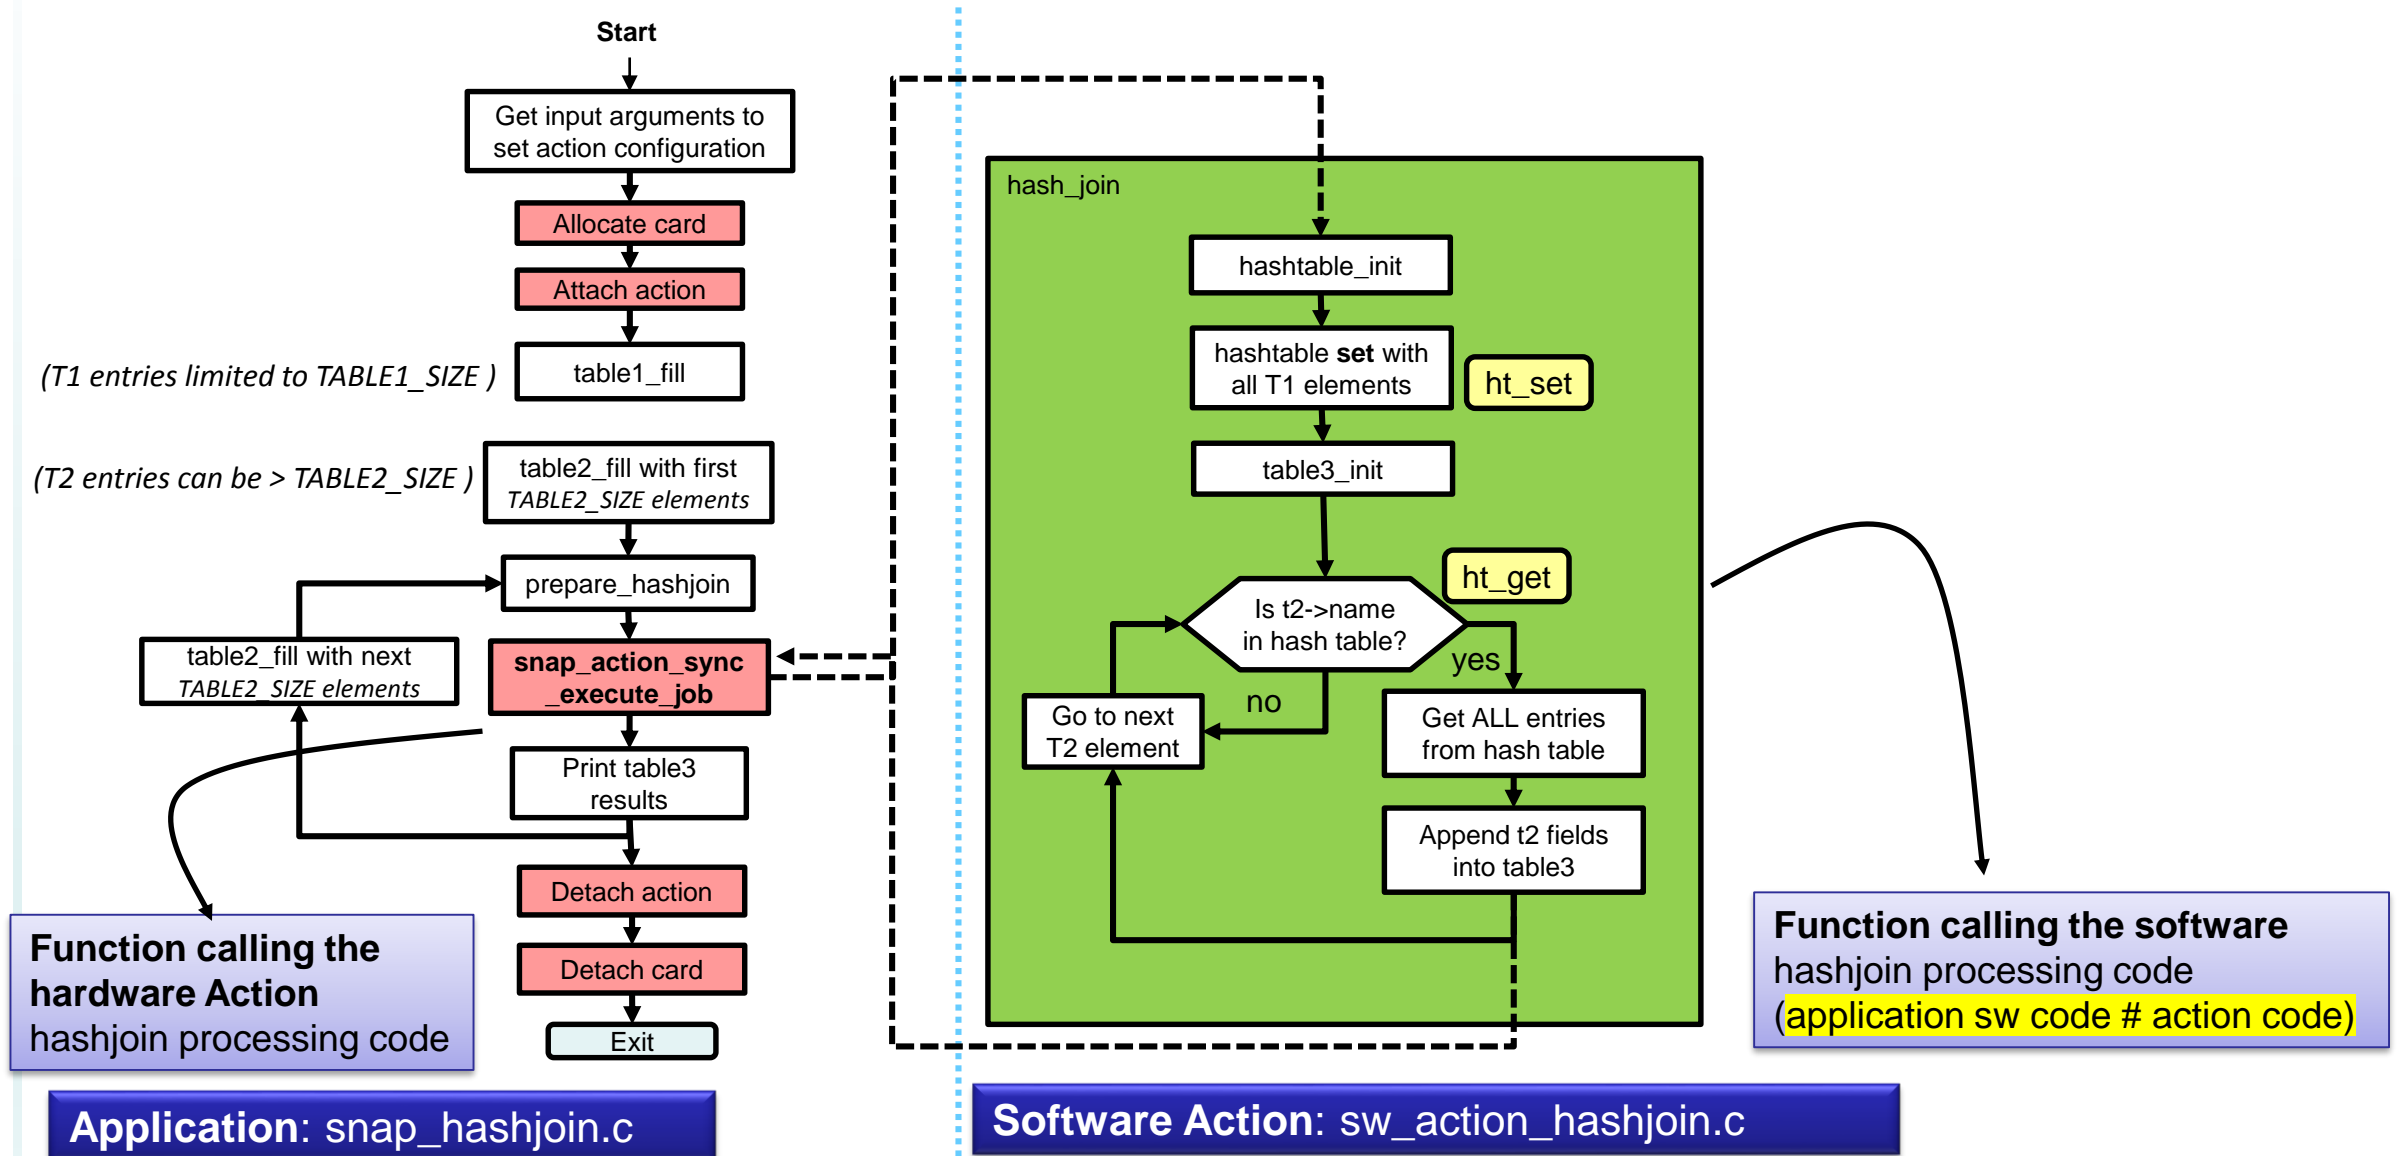 Start
Get input arguments to
set action configuration
Allocate card
Attach action
(T1 entries limited to TABLE1_SIZE )
table1_fill
(T2 entries can be > TABLE2_SIZE )
table2_fill with first
TABLE2_SIZE elements
prepare_hashjoin
table2_fill with next
TABLE2_SIZE elements
snap_action_sync
_execute_job
Print table3
results
Detach action
Detach card
Exit
Function calling the
hardware Action
hashjoin processing code
Application: snap_hashjoin.c
hash_join
hashtable_init
hashtable set with
all T1 elements
ht_set
table3_init
ht_get
Is t2->name
in hash table?
yes
no
Go to next
T2 element
Get ALL entries
from hash table
Append t2 fields
into table3
Function calling the software
hashjoin processing code
(application sw code # action code)
Software Action: sw_action_hashjoin.c